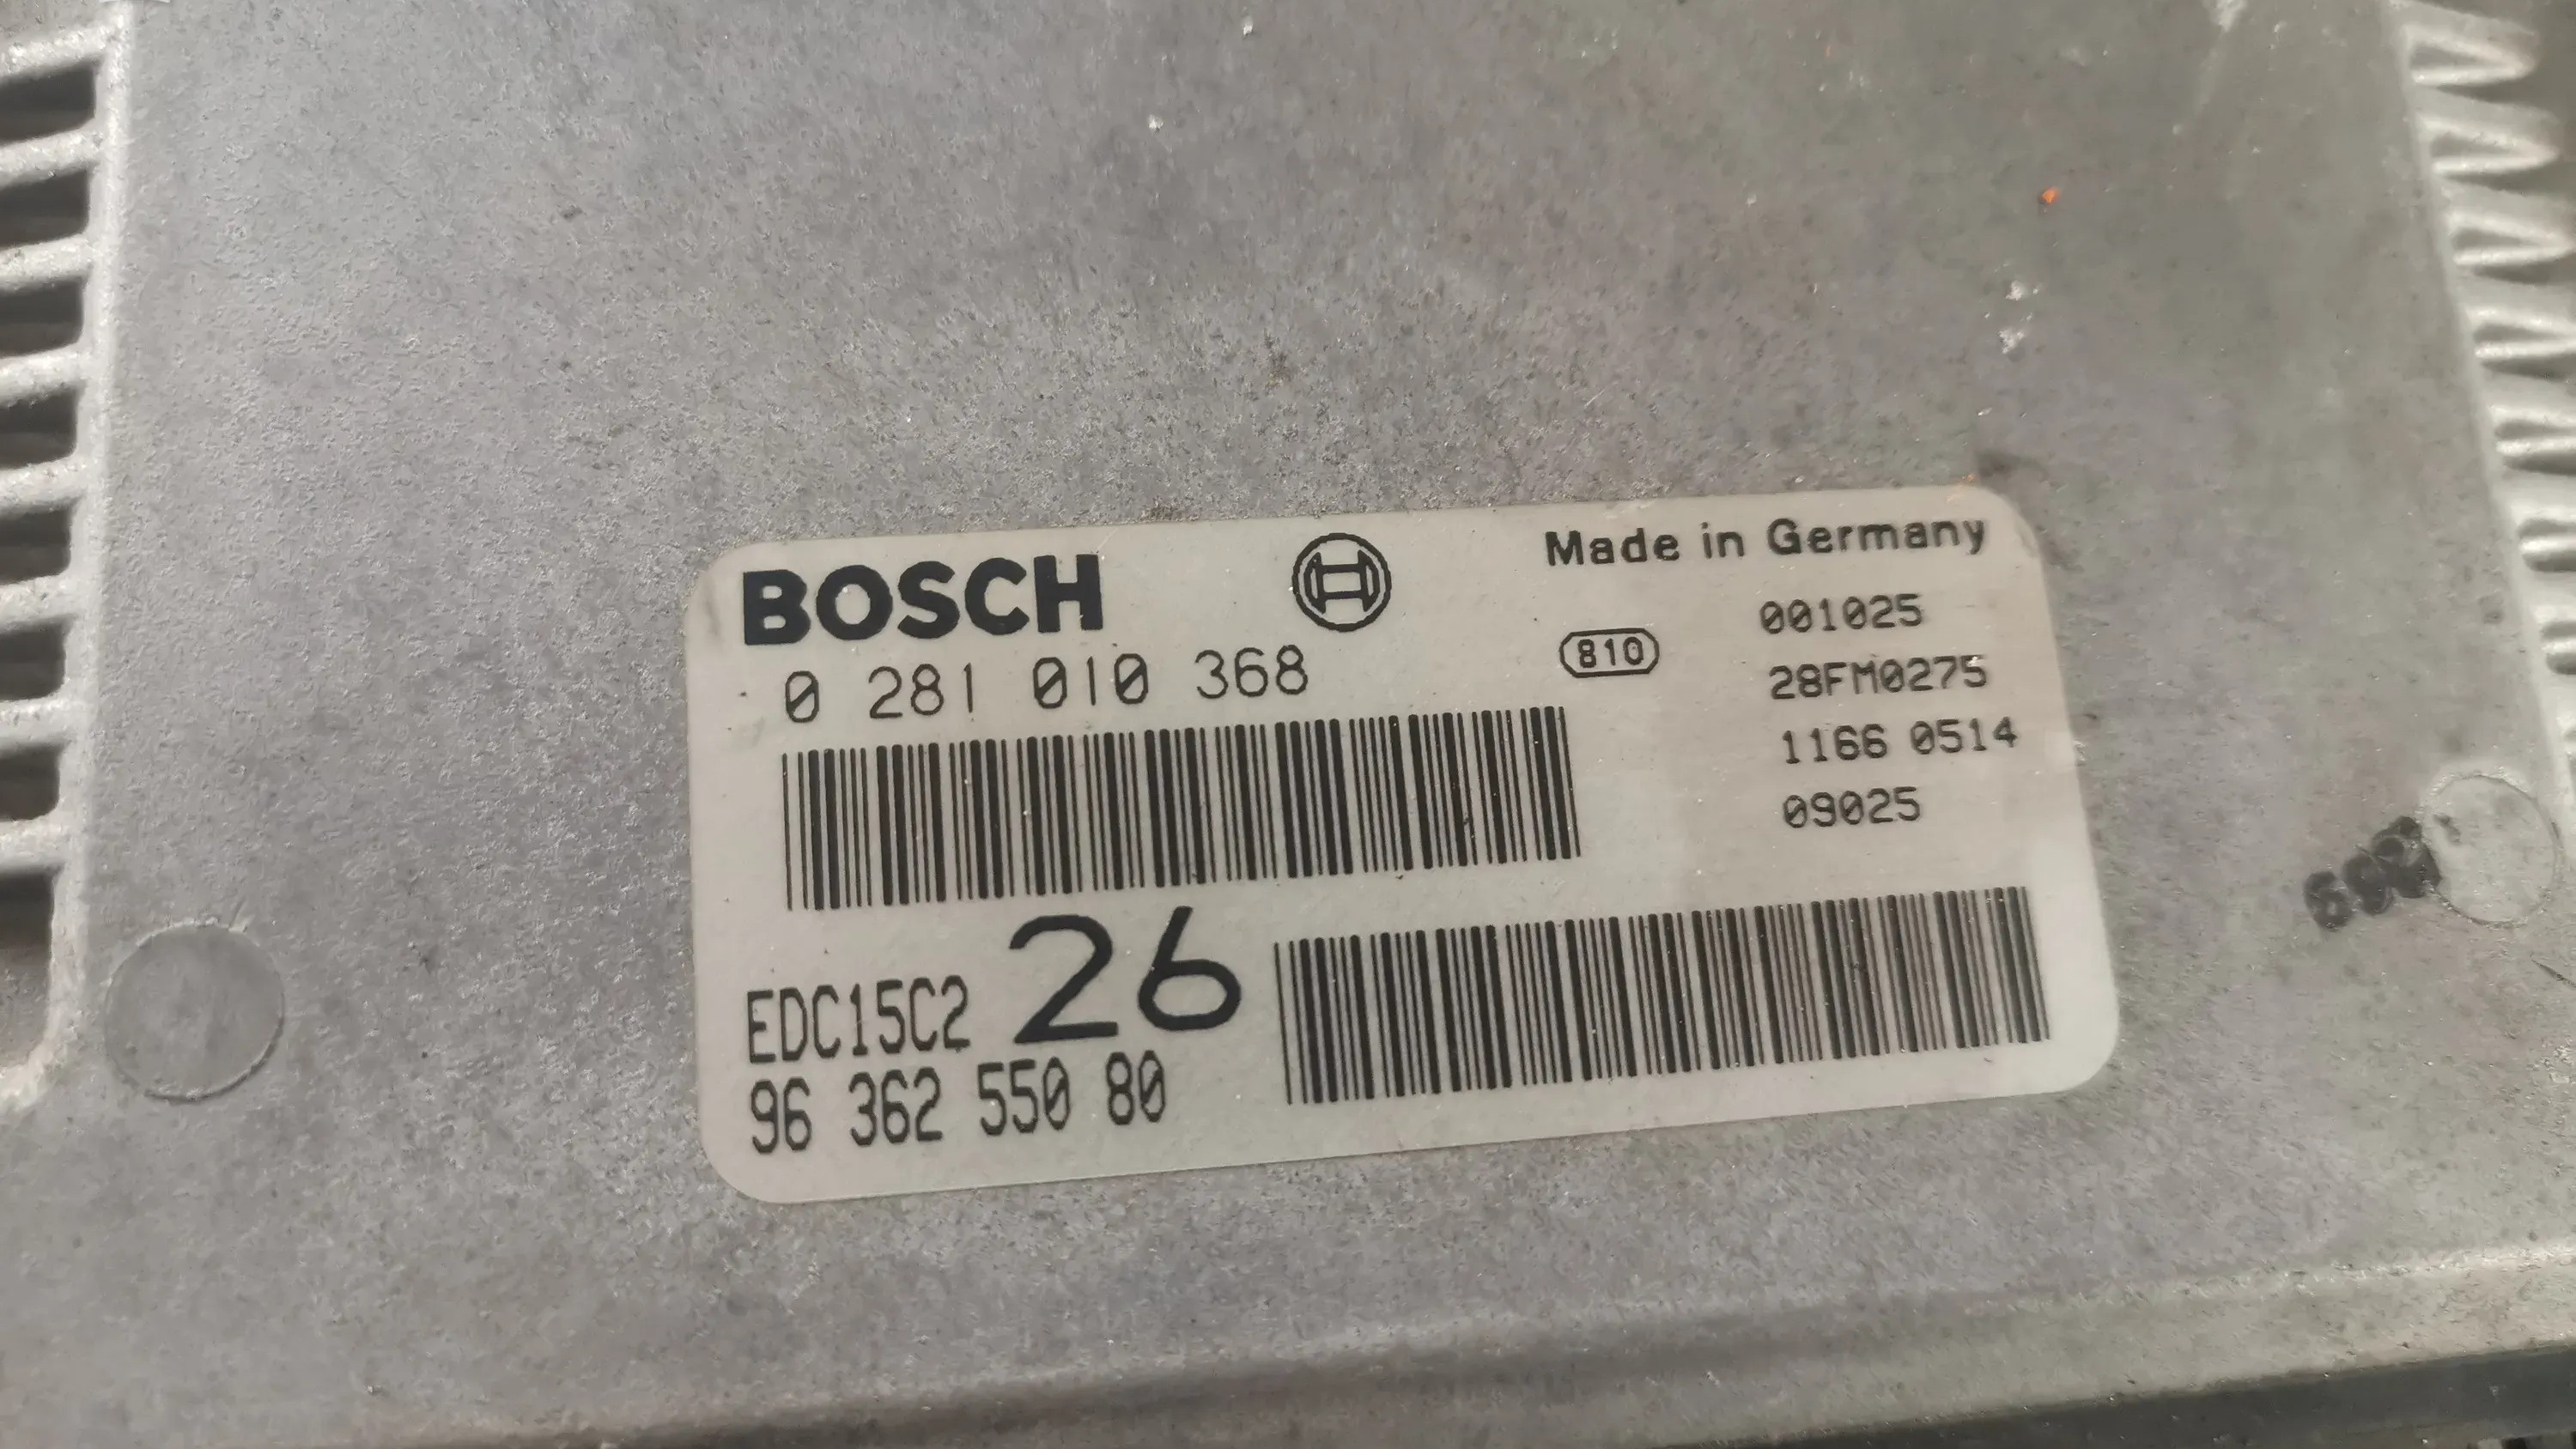 BOSCH
Made in Germany
0 281 010 368
810
001025
28FM0275
1166 0514
09025
EDC15C2 26
96 362 550 80